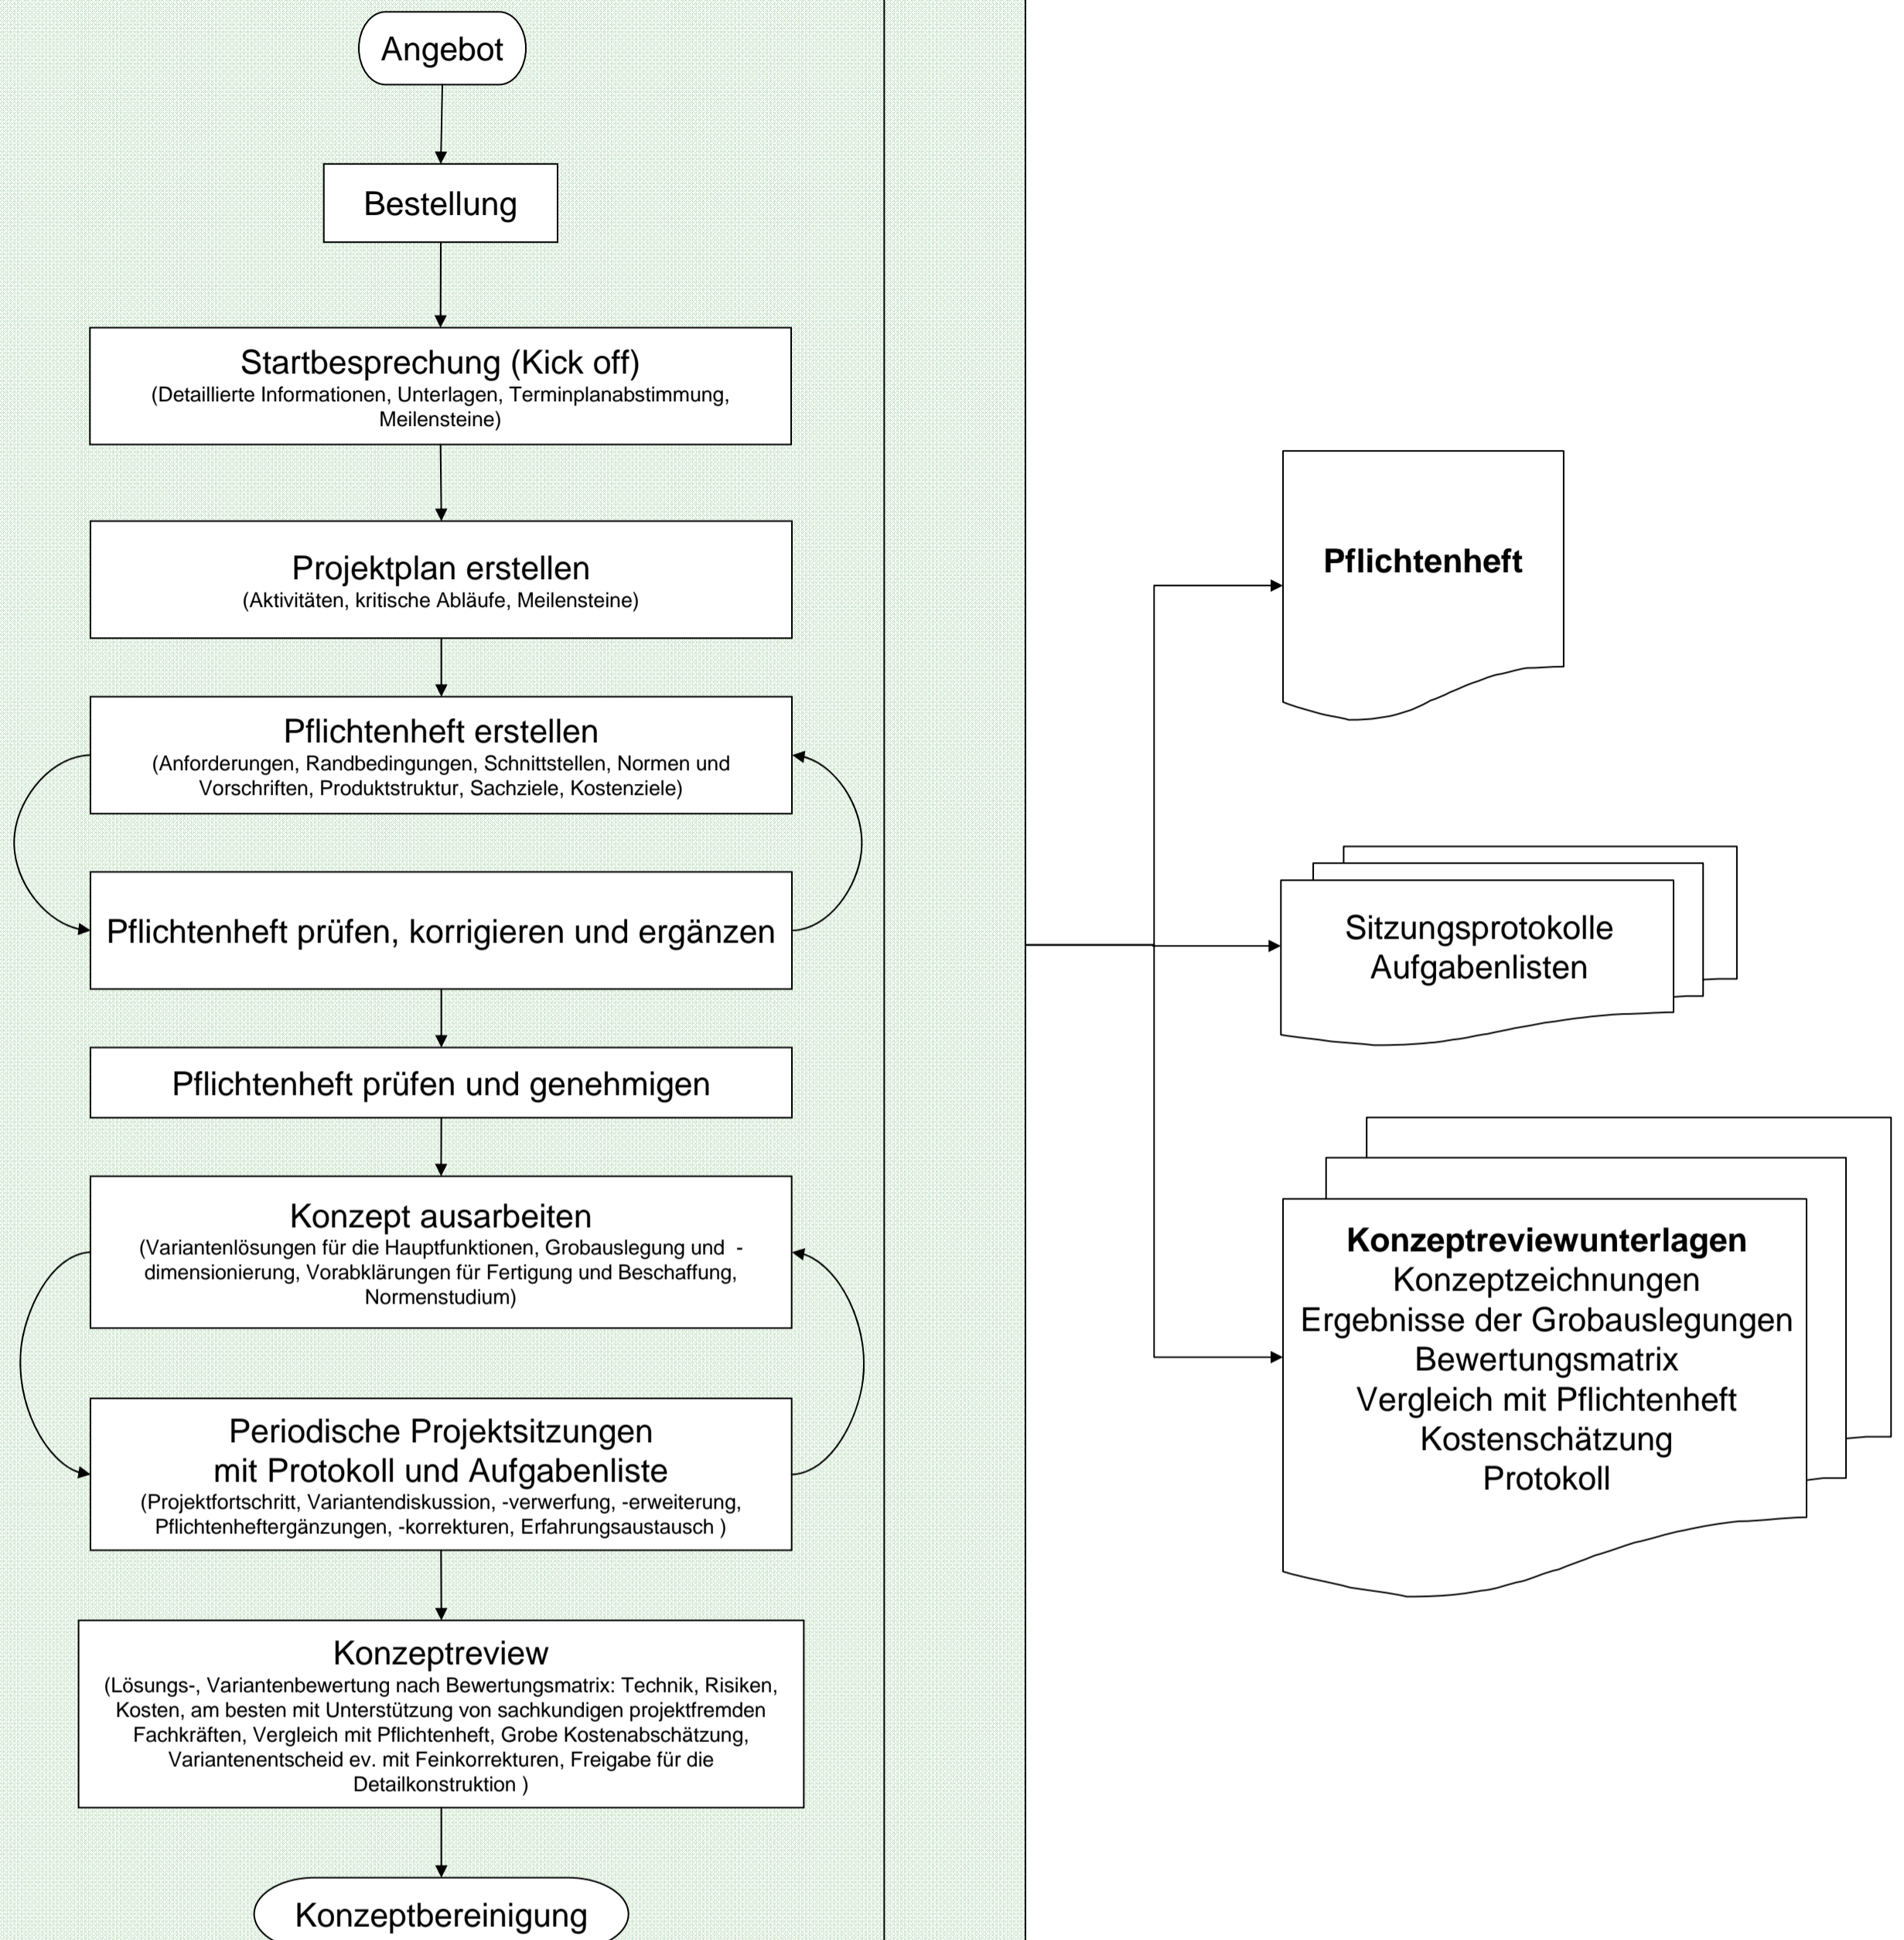 Angebot
Bestellung
Startbesprechung (Kick off)
(Detaillierte Informationen, Unterlagen, Terminplanabstimmung,
Meilensteine)
Projektplan erstellen
(Aktivitäten, kritische Abläufe, Meilensteine)
Pflichtenheft erstellen
(Anforderungen, Randbedingungen, Schnittstellen, Normen und
Vorschriften, Produktstruktur, Sachziele, Kostenziele)
Pflichtenheft prüfen, korrigieren und ergänzen
Pflichtenheft prüfen und genehmigen
Konzept ausarbeiten
(Variantenlösungen für die Hauptfunktionen, Grobauslegung und  -
dimensionierung, Vorabklärungen für Fertigung und Beschaffung,
Normenstudium)
Periodische Projektsitzungen
mit Protokoll und Aufgabenliste
(Projektfortschritt, Variantendiskussion, -verwerfung, -erweiterung,
Pflichtenheftergänzungen, -korrekturen, Erfahrungsaustausch )
Konzeptreview
(Lösungs-, Variantenbewertung nach Bewertungsmatrix: Technik, Risiken,
Kosten, am besten mit Unterstützung von sachkundigen projektfremden
Fachkräften, Vergleich mit Pflichtenheft, Grobe Kostenabschätzung,
Variantenentscheid ev. mit Feinkorrekturen, Freigabe für die
Detailkonstruktion )
Konzeptbereinigung
Pflichtenheft
Sitzungsprotokolle
Aufgabenlisten
Konzeptreviewunterlagen
Konzeptzeichnungen
Ergebnisse der Grobauslegungen
Bewertungsmatrix
Vergleich mit Pflichtenheft
Kostenschätzung
Protokoll